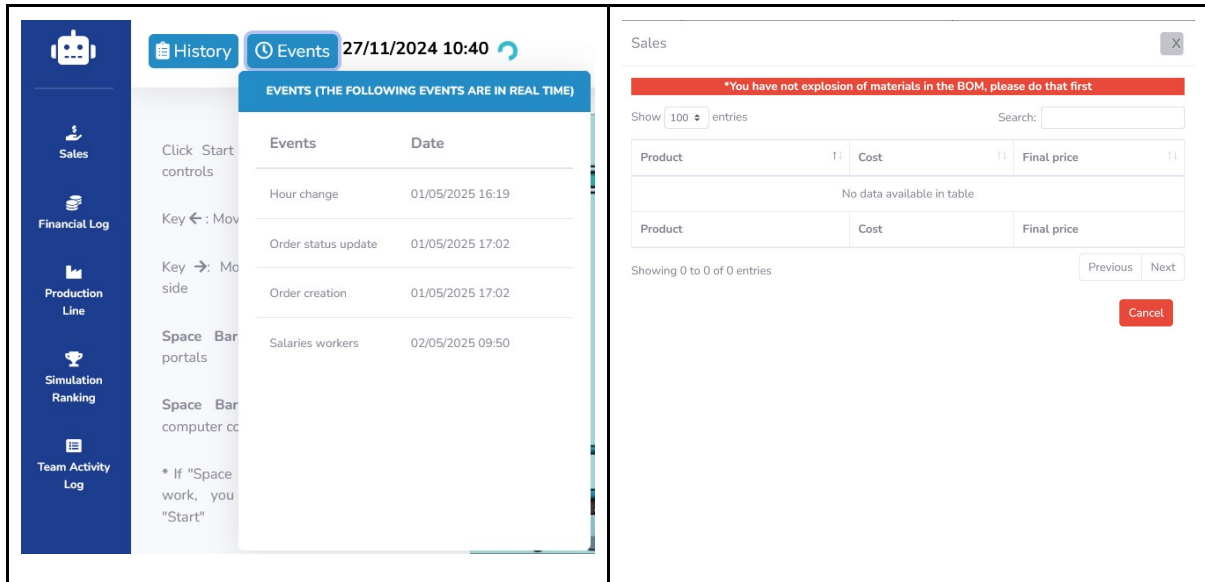 History
Events
27/11/2024 10:40
EVENTS (THE FOLLOWING EVENTS ARE IN REAL TIME)
Events Date
Hour change 01/05/2025 16:19
Order status update 01/05/2025 17:02
Order creation 01/05/2025 17:02
Salaries workers 02/05/2025 09:50
Sales
Financial Log
Production
Line
Simulation
Ranking
Team Activity
Log
Click Start
controls
Key ← : Mov
Key →: Mo
side
Space Bar
portals
Space Bar
computer co
* If "Space
work, you
"Start"
Sales
X
*You have not explosion of materials in the BOM, please do that first
Show 100 entries
Search:
Product Cost Final price
No data available in table
Product Cost Final price
Showing 0 to 0 of 0 entries
Previous Next
Cancel